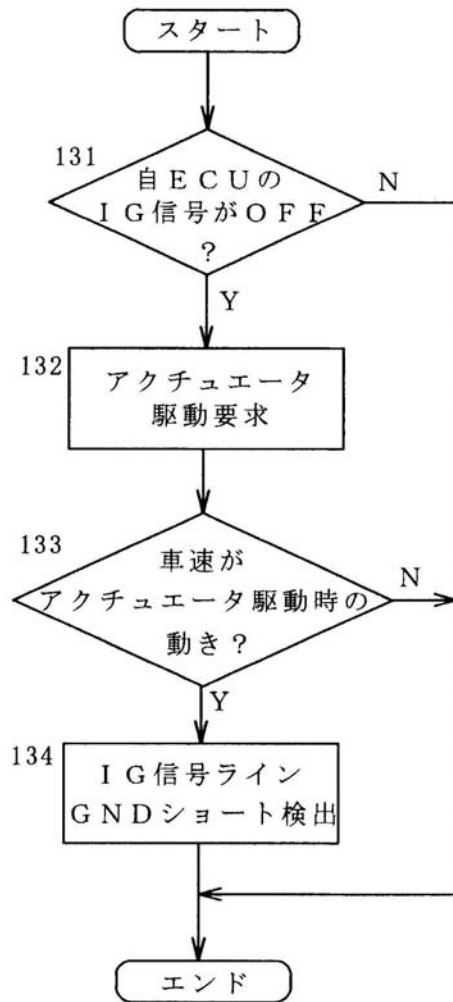 スタート
131
自ECUの
IG信号がOFF
?
N
Y
132
アクチュエータ
駆動要求
133
車速が
アクチュエータ駆動時の
動き?
N
Y
134
IG信号ライン
GNDショート検出
エンド